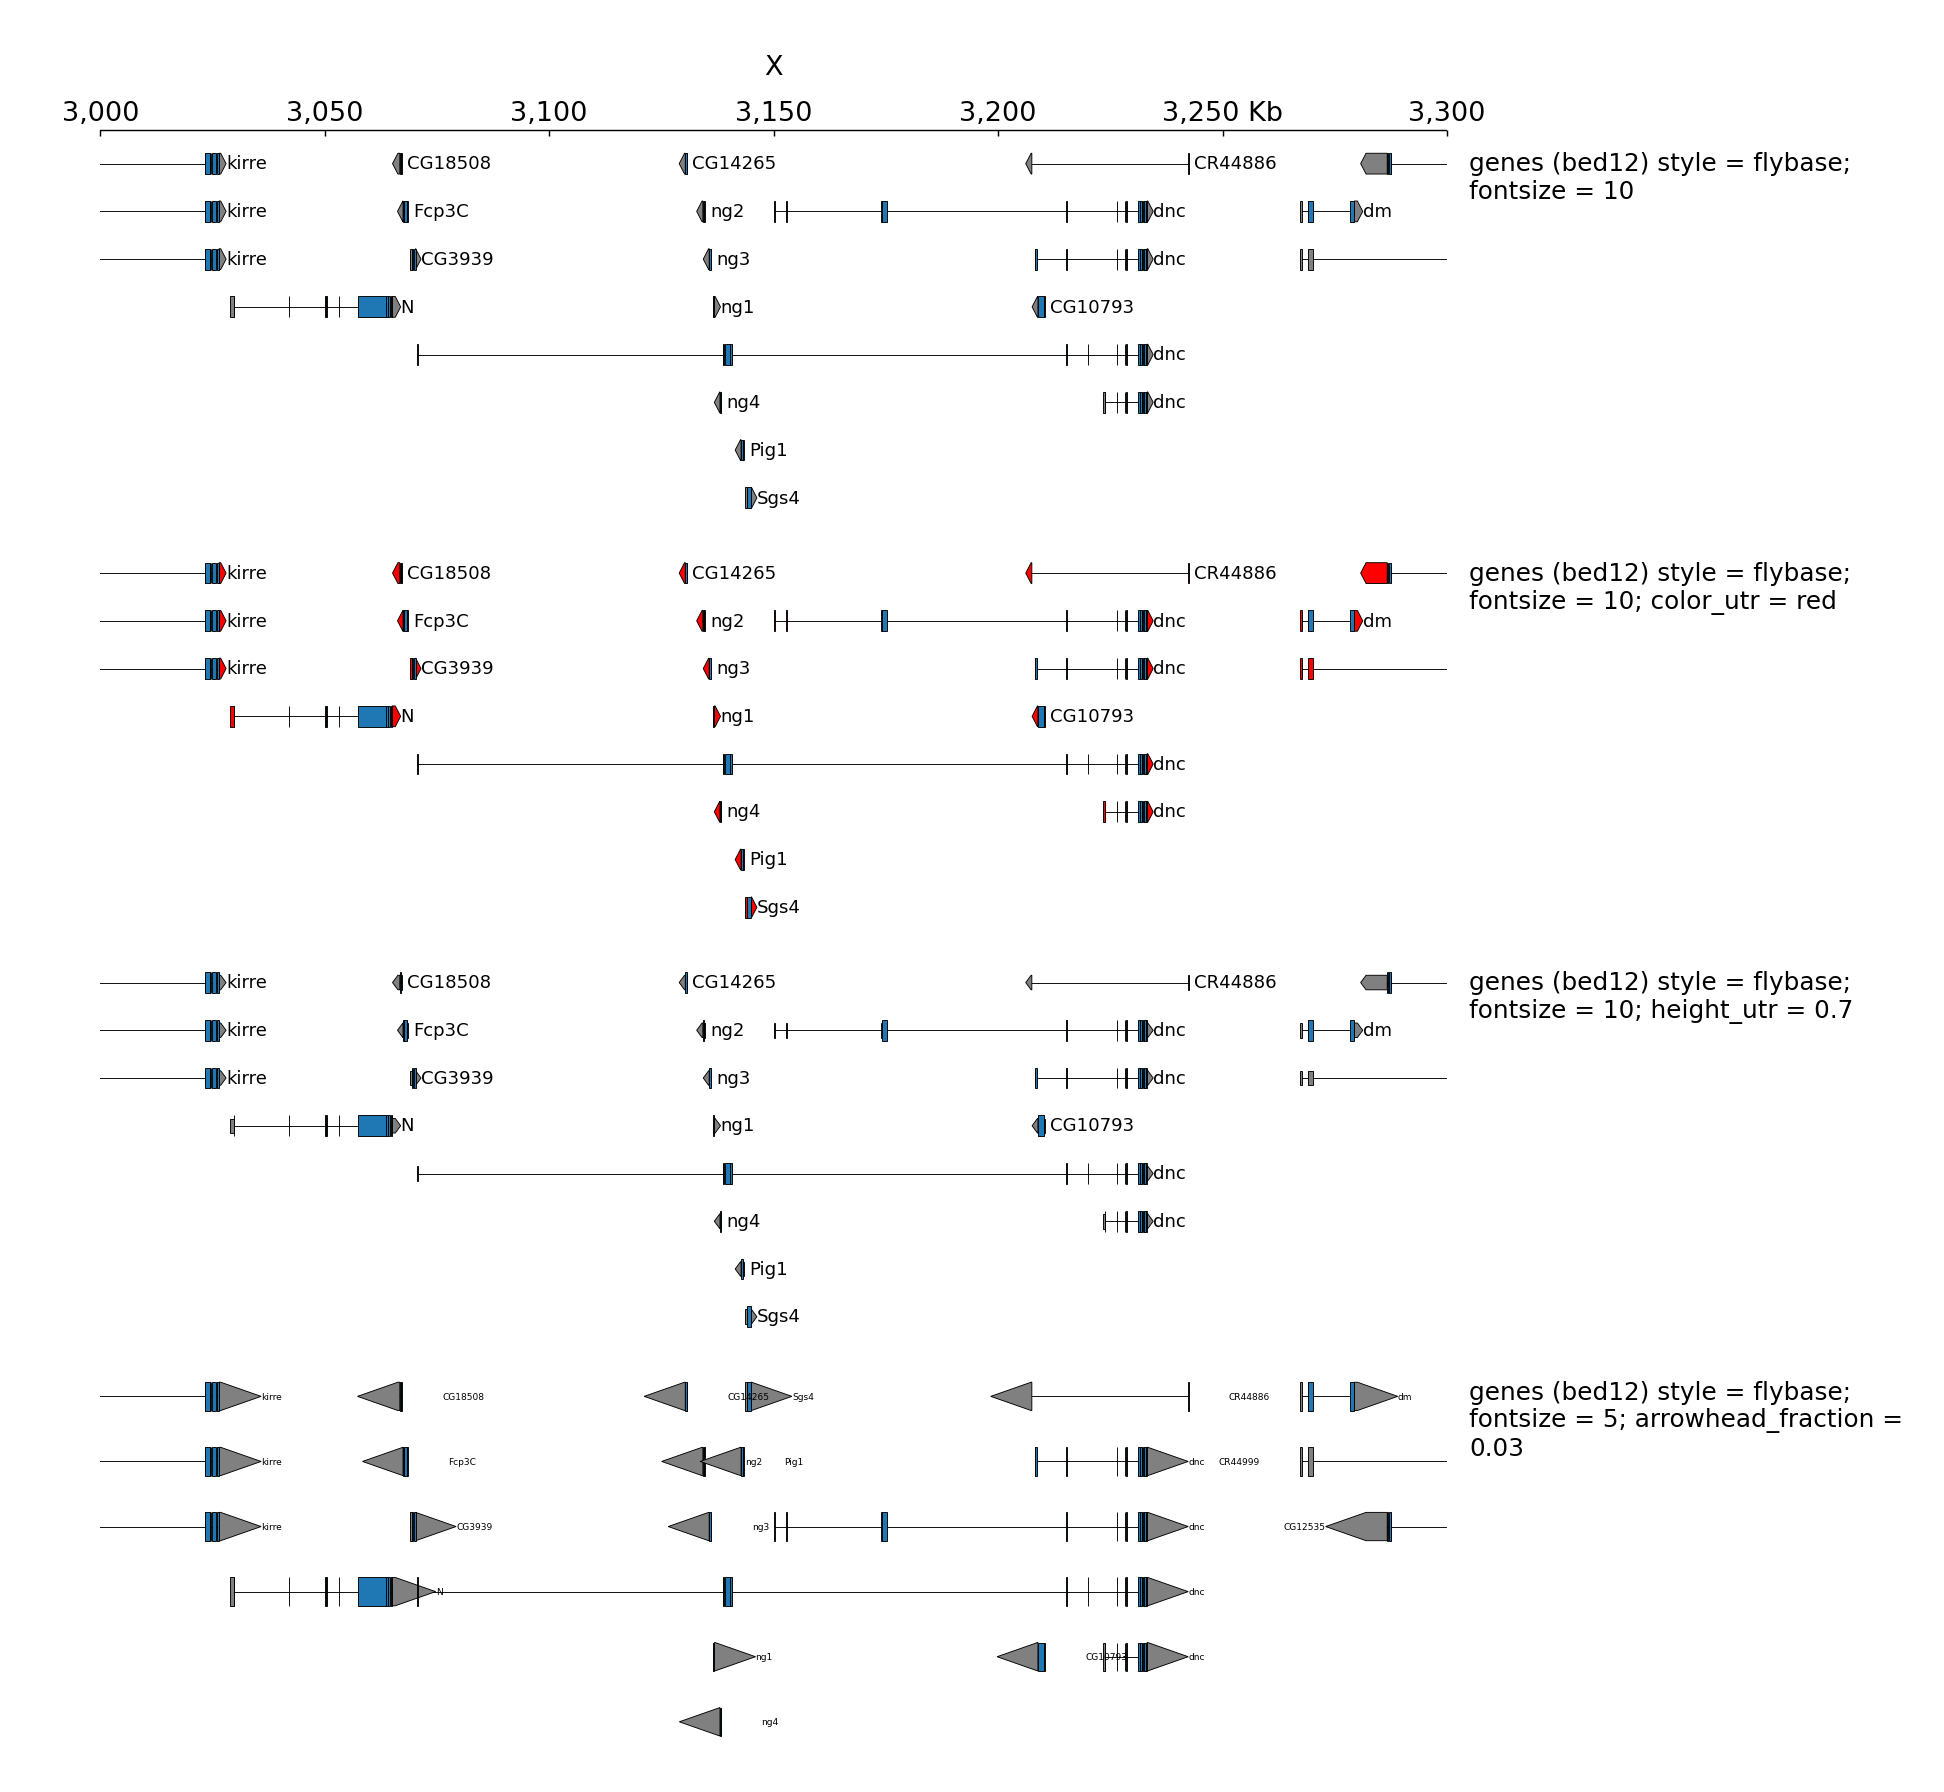 X
3,000 3,050 3,100 3,150 3,200 3,250 Kb 3,300
kirre CG18508 CG14265 CR44886 genes (bed12) style = flybase;
fontsize = 10
kirre Fcp3C ng2 dnc dm
kirre CG3939 ng3 dnc
N ng1 CG10793
dnc
ng4 dnc
Pig1
Sgs4
kirre CG18508 CG14265 CR44886 genes (bed12) style = flybase;
fontsize = 10; color_utr = red
kirre Fcp3C ng2 dnc dm
kirre CG3939 ng3 dnc
N ng1 CG10793
dnc
ng4 dnc
Pig1
Sgs4
kirre CG18508 CG14265 CR44886 genes (bed12) style = flybase;
fontsize = 10; height_utr = 0.7
kirre Fcp3C ng2 dnc dm
kirre CG3939 ng3 dnc
N ng1 CG10793
dnc
ng4 dnc
Pig1
Sgs4
kirre CG18508 CG14265 Sgs4 CR44886 dm genes (bed12) style = flybase;
fontsize = 5; arrowhead_fraction =
0.03
kirre Fcp3C ng2 Pig1 dnc CR44999
kirre CG3939 ng3 dnc CG12535
N dnc
ng1 CG10793 dnc
ng4